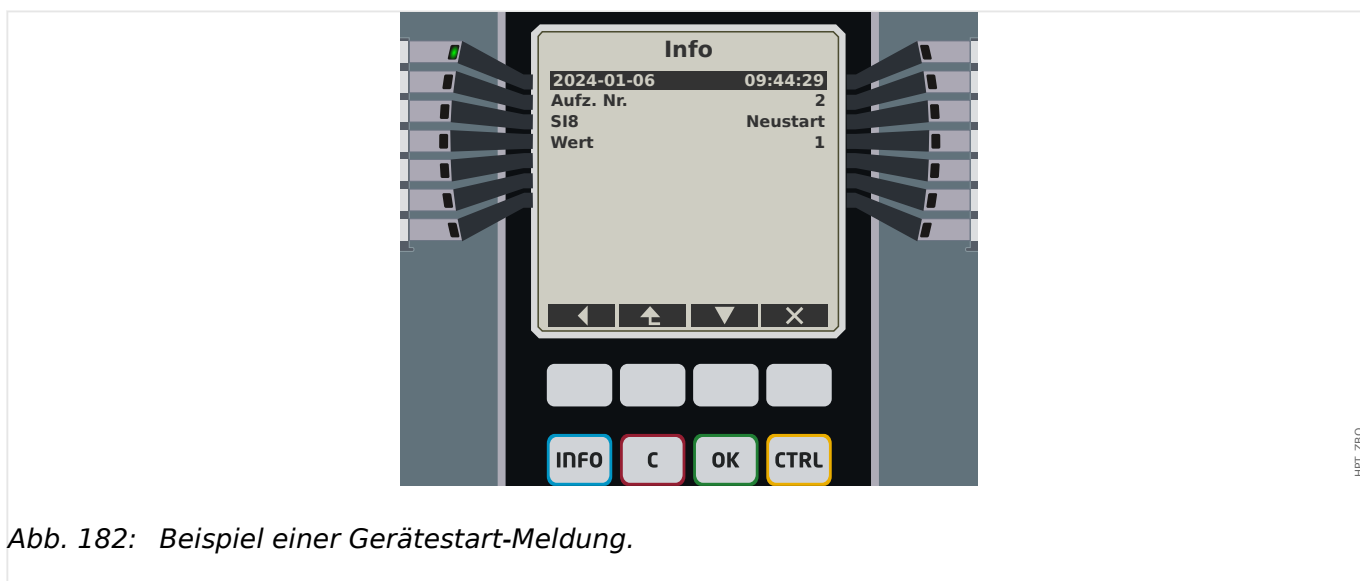 Info
2024-01-06 09:44:29
Aufz. Nr. 2
SI8 Neustart
Wert 1
INFO C OK CTRL
HPT_ZBO
Abb. 182: Beispiel einer Gerätestart-Meldung.